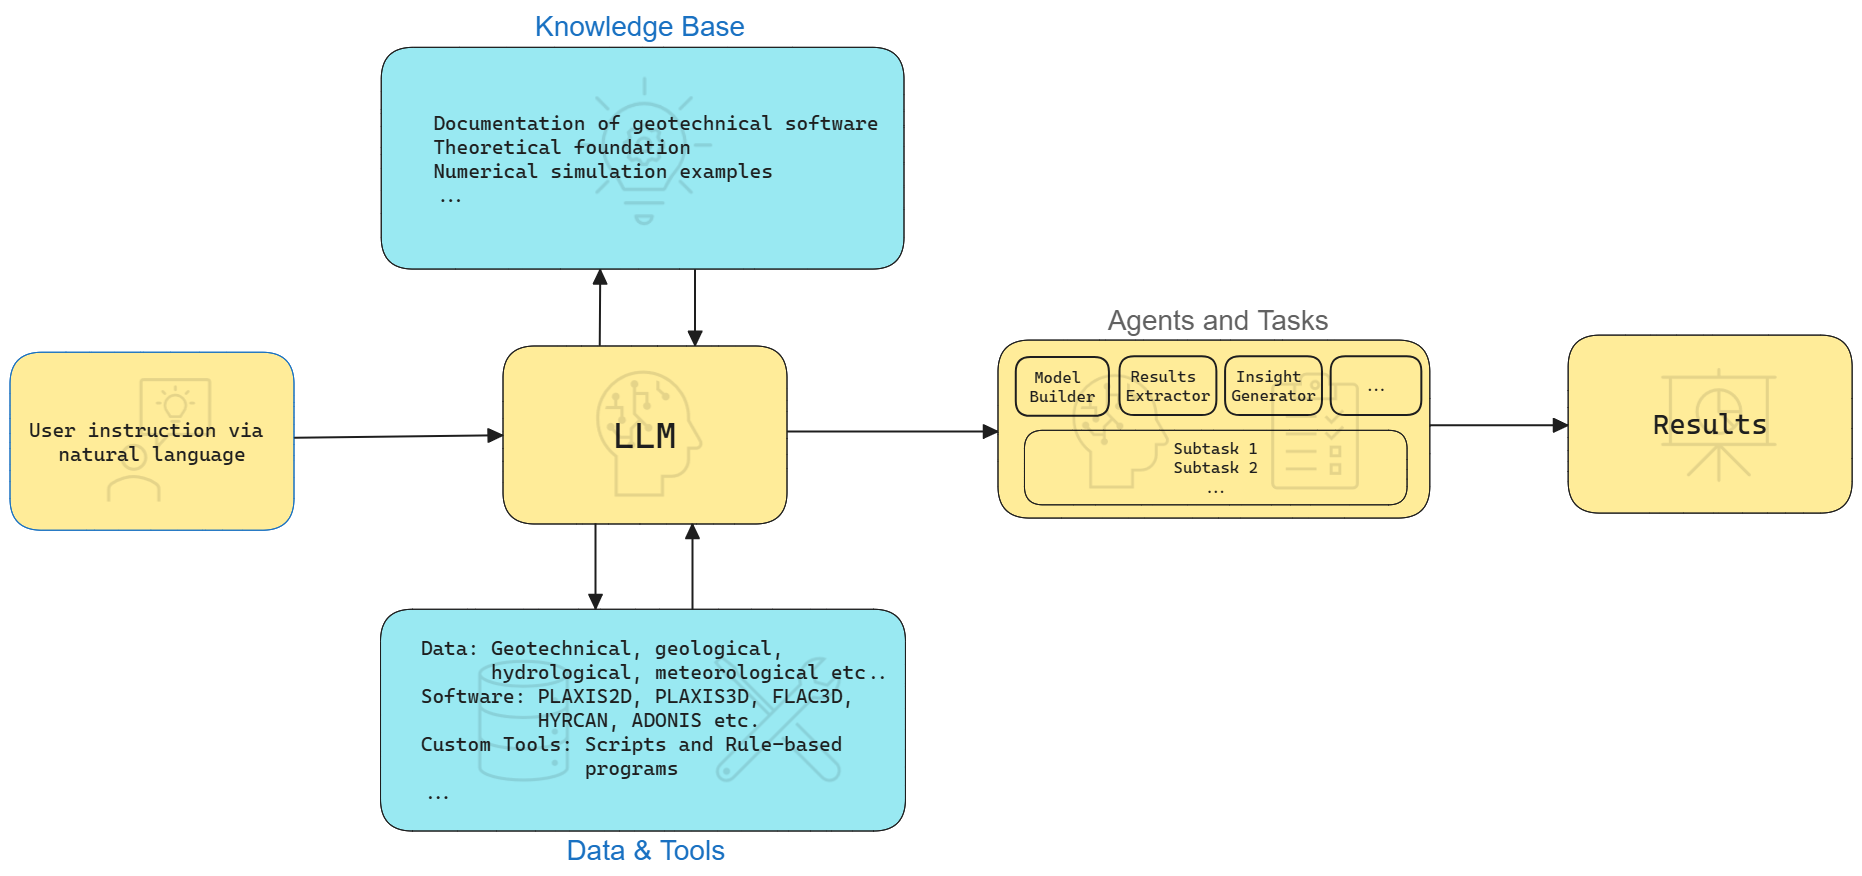 Knowledge Base
Documentation of geotechnical software
Theoretical foundation
Numerical simulation examples
...
User instruction via
natural language
LLM
Agents and Tasks
Model
Builder
Results
Extractor
Insight
Generator
...
Subtask 1
Subtask 2
...
Results
Data: Geotechnical, geological,
hydrological, meteorological etc..
Software: PLAXIS2D, PLAXIS3D, FLAC3D,
HYRCAN, ADONIS etc.
Custom Tools: Scripts and Rule-based
programs
...
Data & Tools